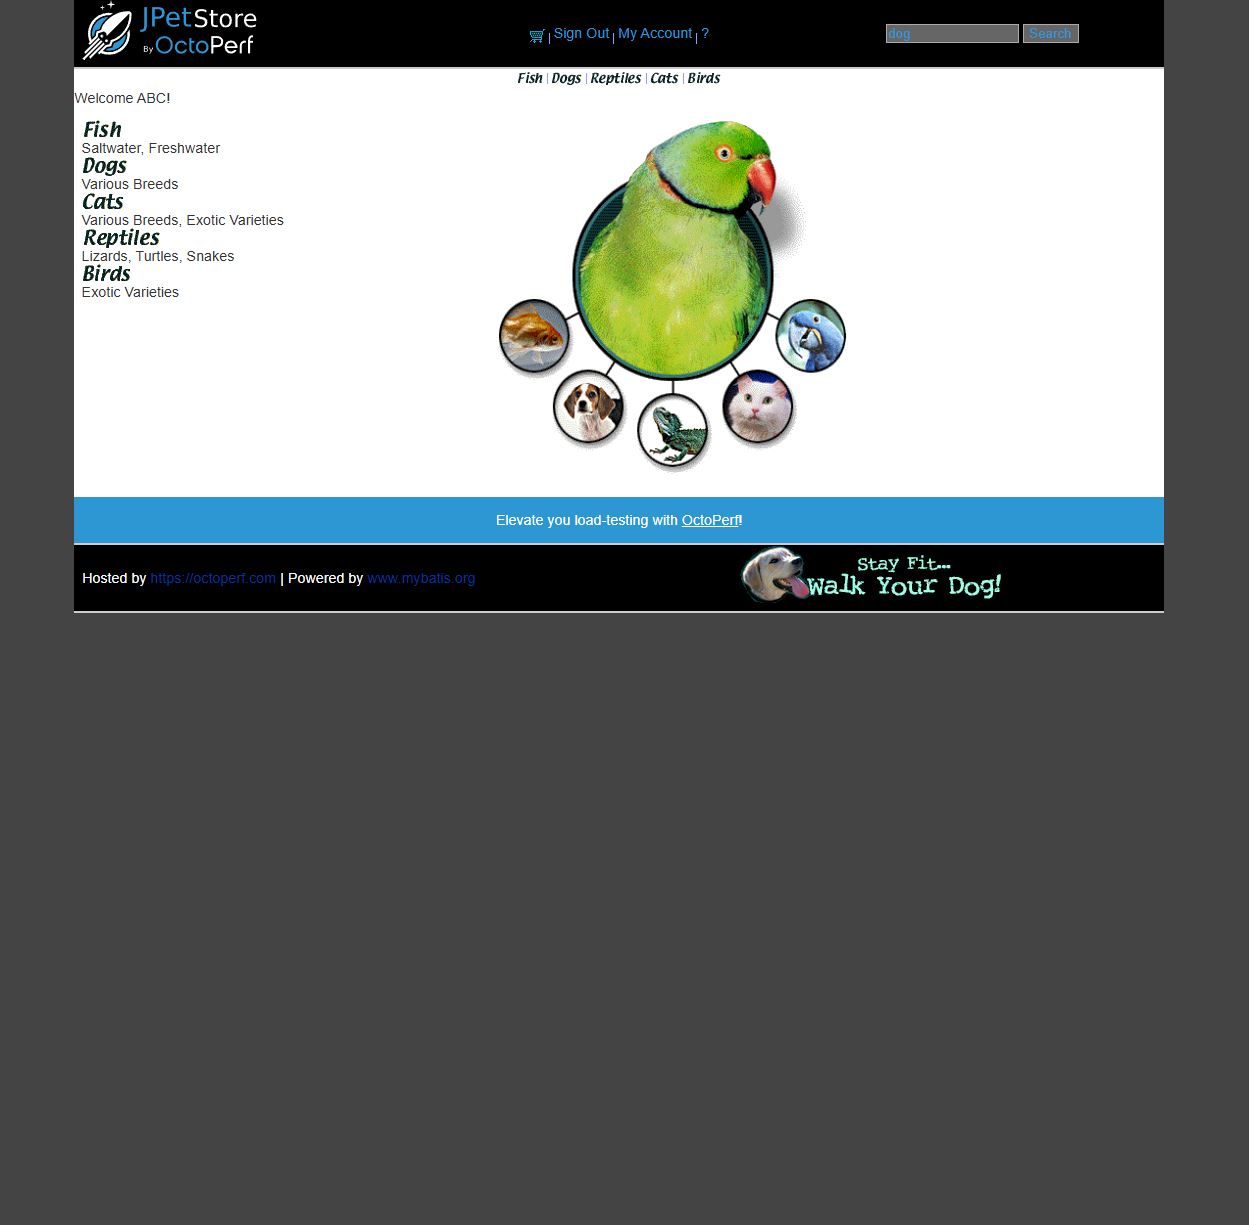 JPetStore
By OctoPerf
| Sign Out | My Account | ?
dog
Search
Fish | Dogs | Reptiles | Cats | Birds
Welcome ABC!
Fish
Saltwater, Freshwater
Dogs
Various Breeds
Cats
Various Breeds, Exotic Varieties
Reptiles
Lizards, Turtles, Snakes
Birds
Exotic Varieties
Elevate you load-testing with OctoPerf!
Hosted by https://octoperf.com | Powered by www.mybatis.org
Stay Fit...
Walk Your Dog!